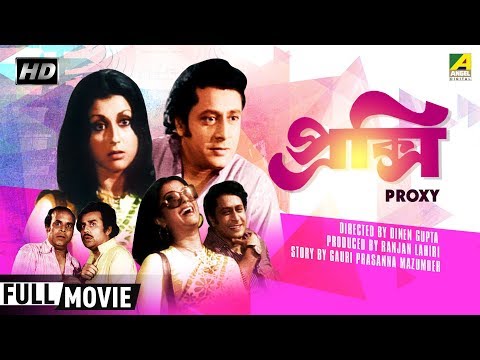 HD
ANGEL
DIGITAL
প্রক্সি
PROXY
DIRECTED BY DINEN GUPTA
PRODUCED BY RANJAN LAHIRI
STORY BY GAURI PRASANNA MAZUMDER
FULL MOVIE